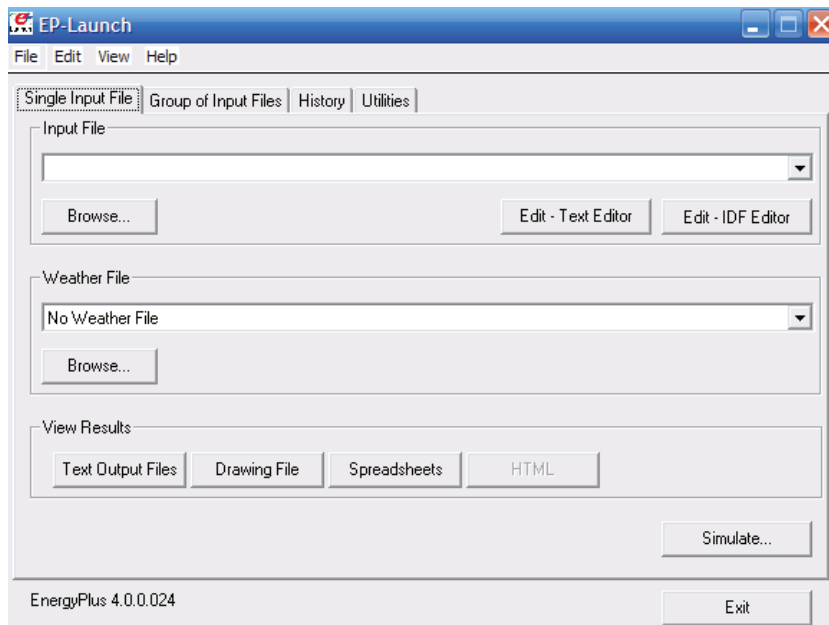 EP-Launch
File Edit View Help
Single Input File Group of Input Files History Utilities
Input File
Browse... Edit - Text Editor Edit - IDF Editor
Weather File
No Weather File
Browse...
View Results
Text Output Files Drawing File Spreadsheets HTML
Simulate...
EnergyPlus 4.0.0.024 Exit